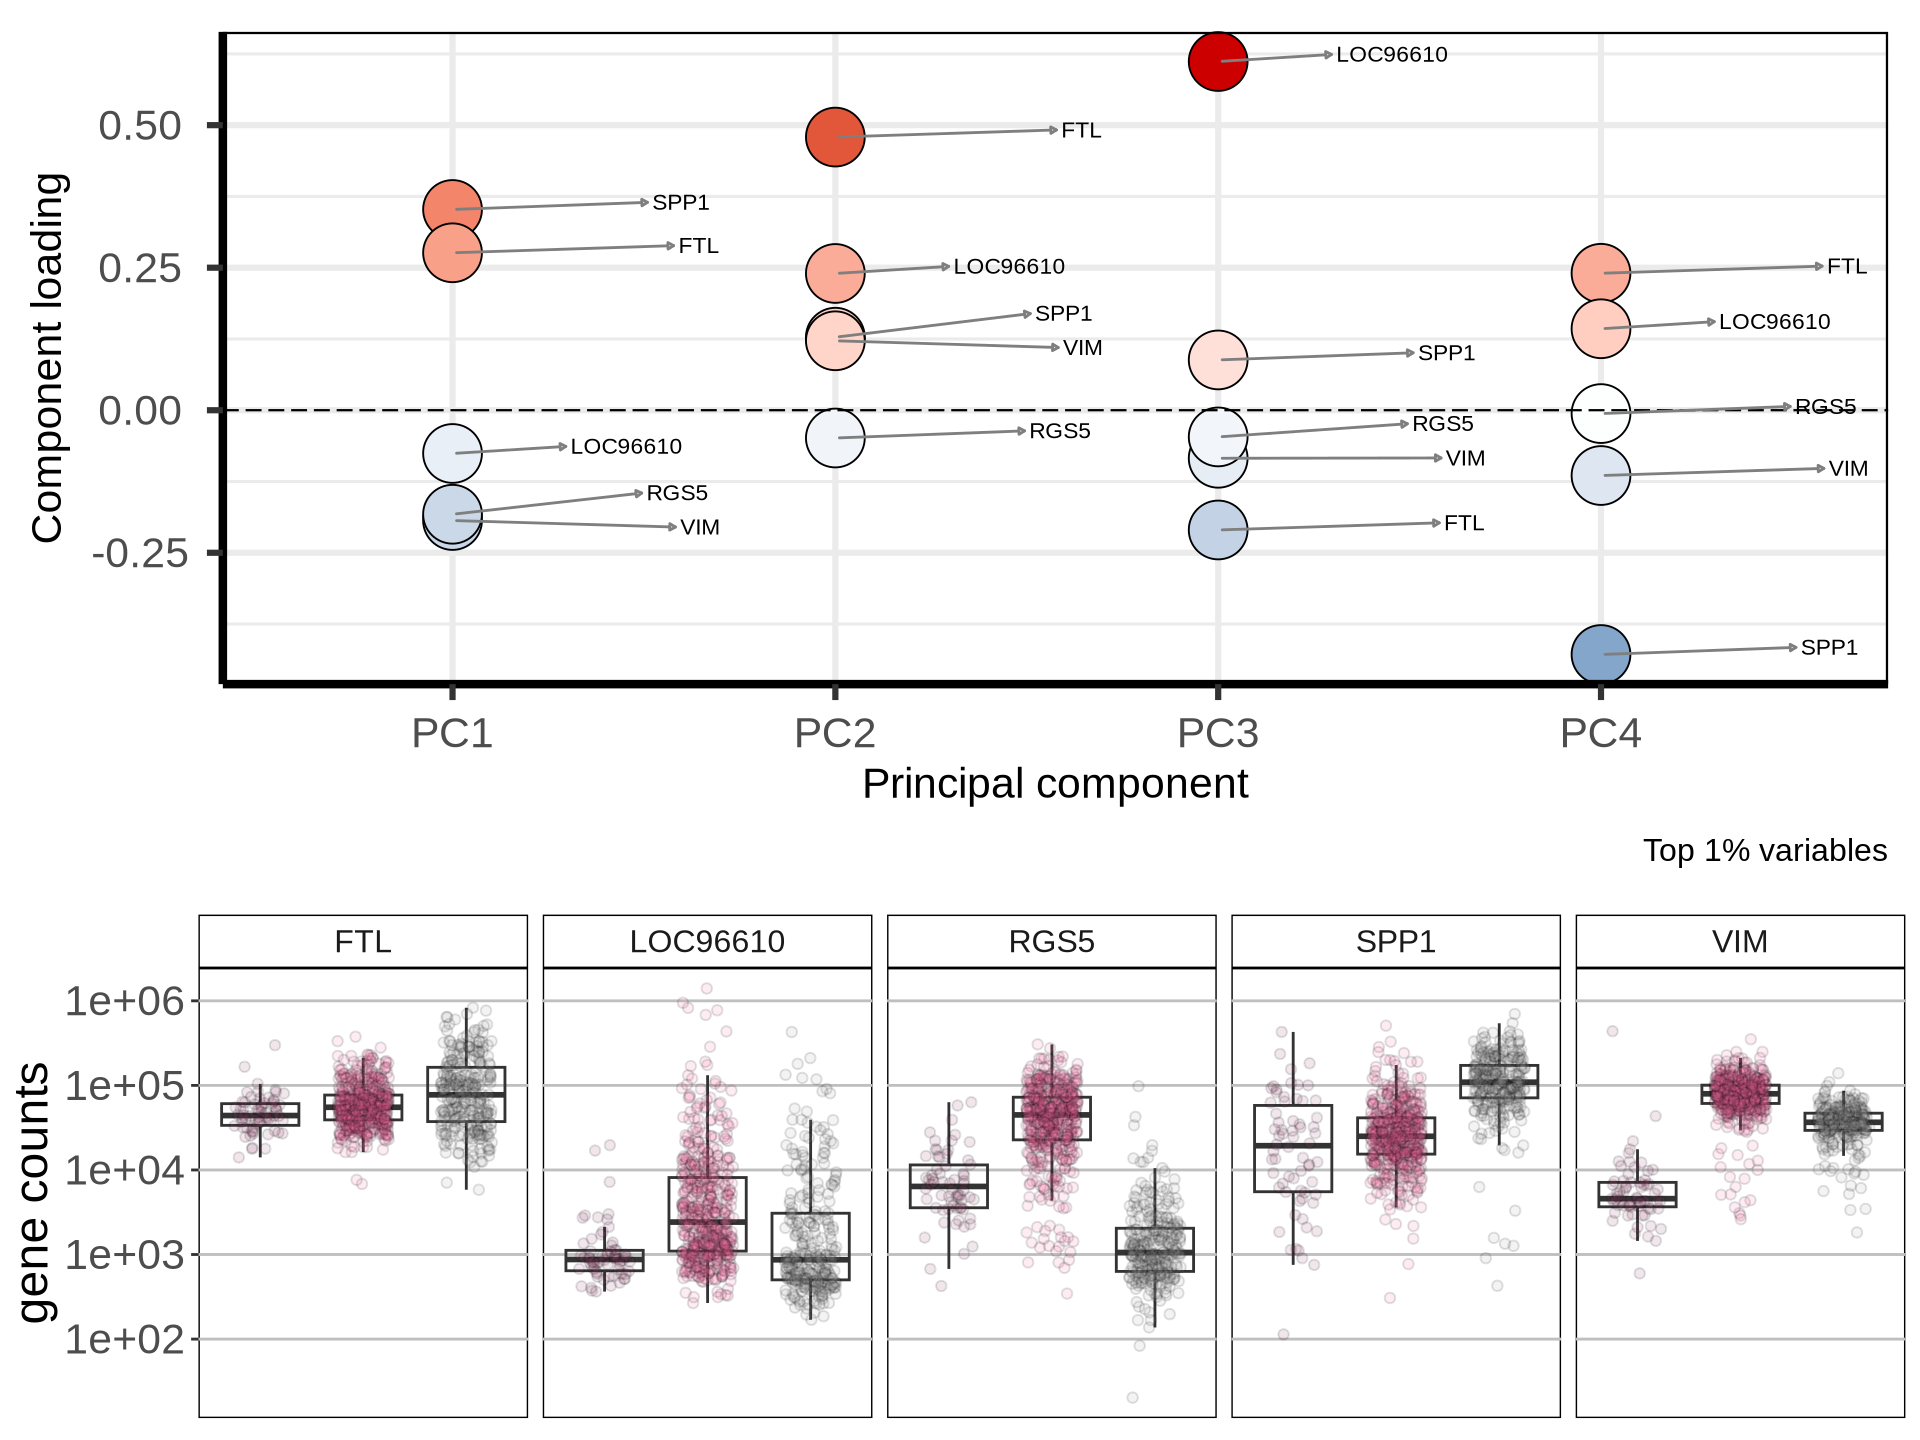 LOC96610
0.50
FTL
SPP1
FTL
0.25
LOC96610
FTL
SPP1
LOC96610
VIM
SPP1
0.00
RGS5
RGS5
RGS5
LOC96610
VIM
VIM
RGS5
FTL
VIM
-0.25
SPP1
Component loading
PC1 PC2 PC3 PC4
Principal component
Top 1% variables
FTL LOC96610 RGS5 SPP1 VIM
1e+06
1e+05
1e+04
1e+03
1e+02
gene counts